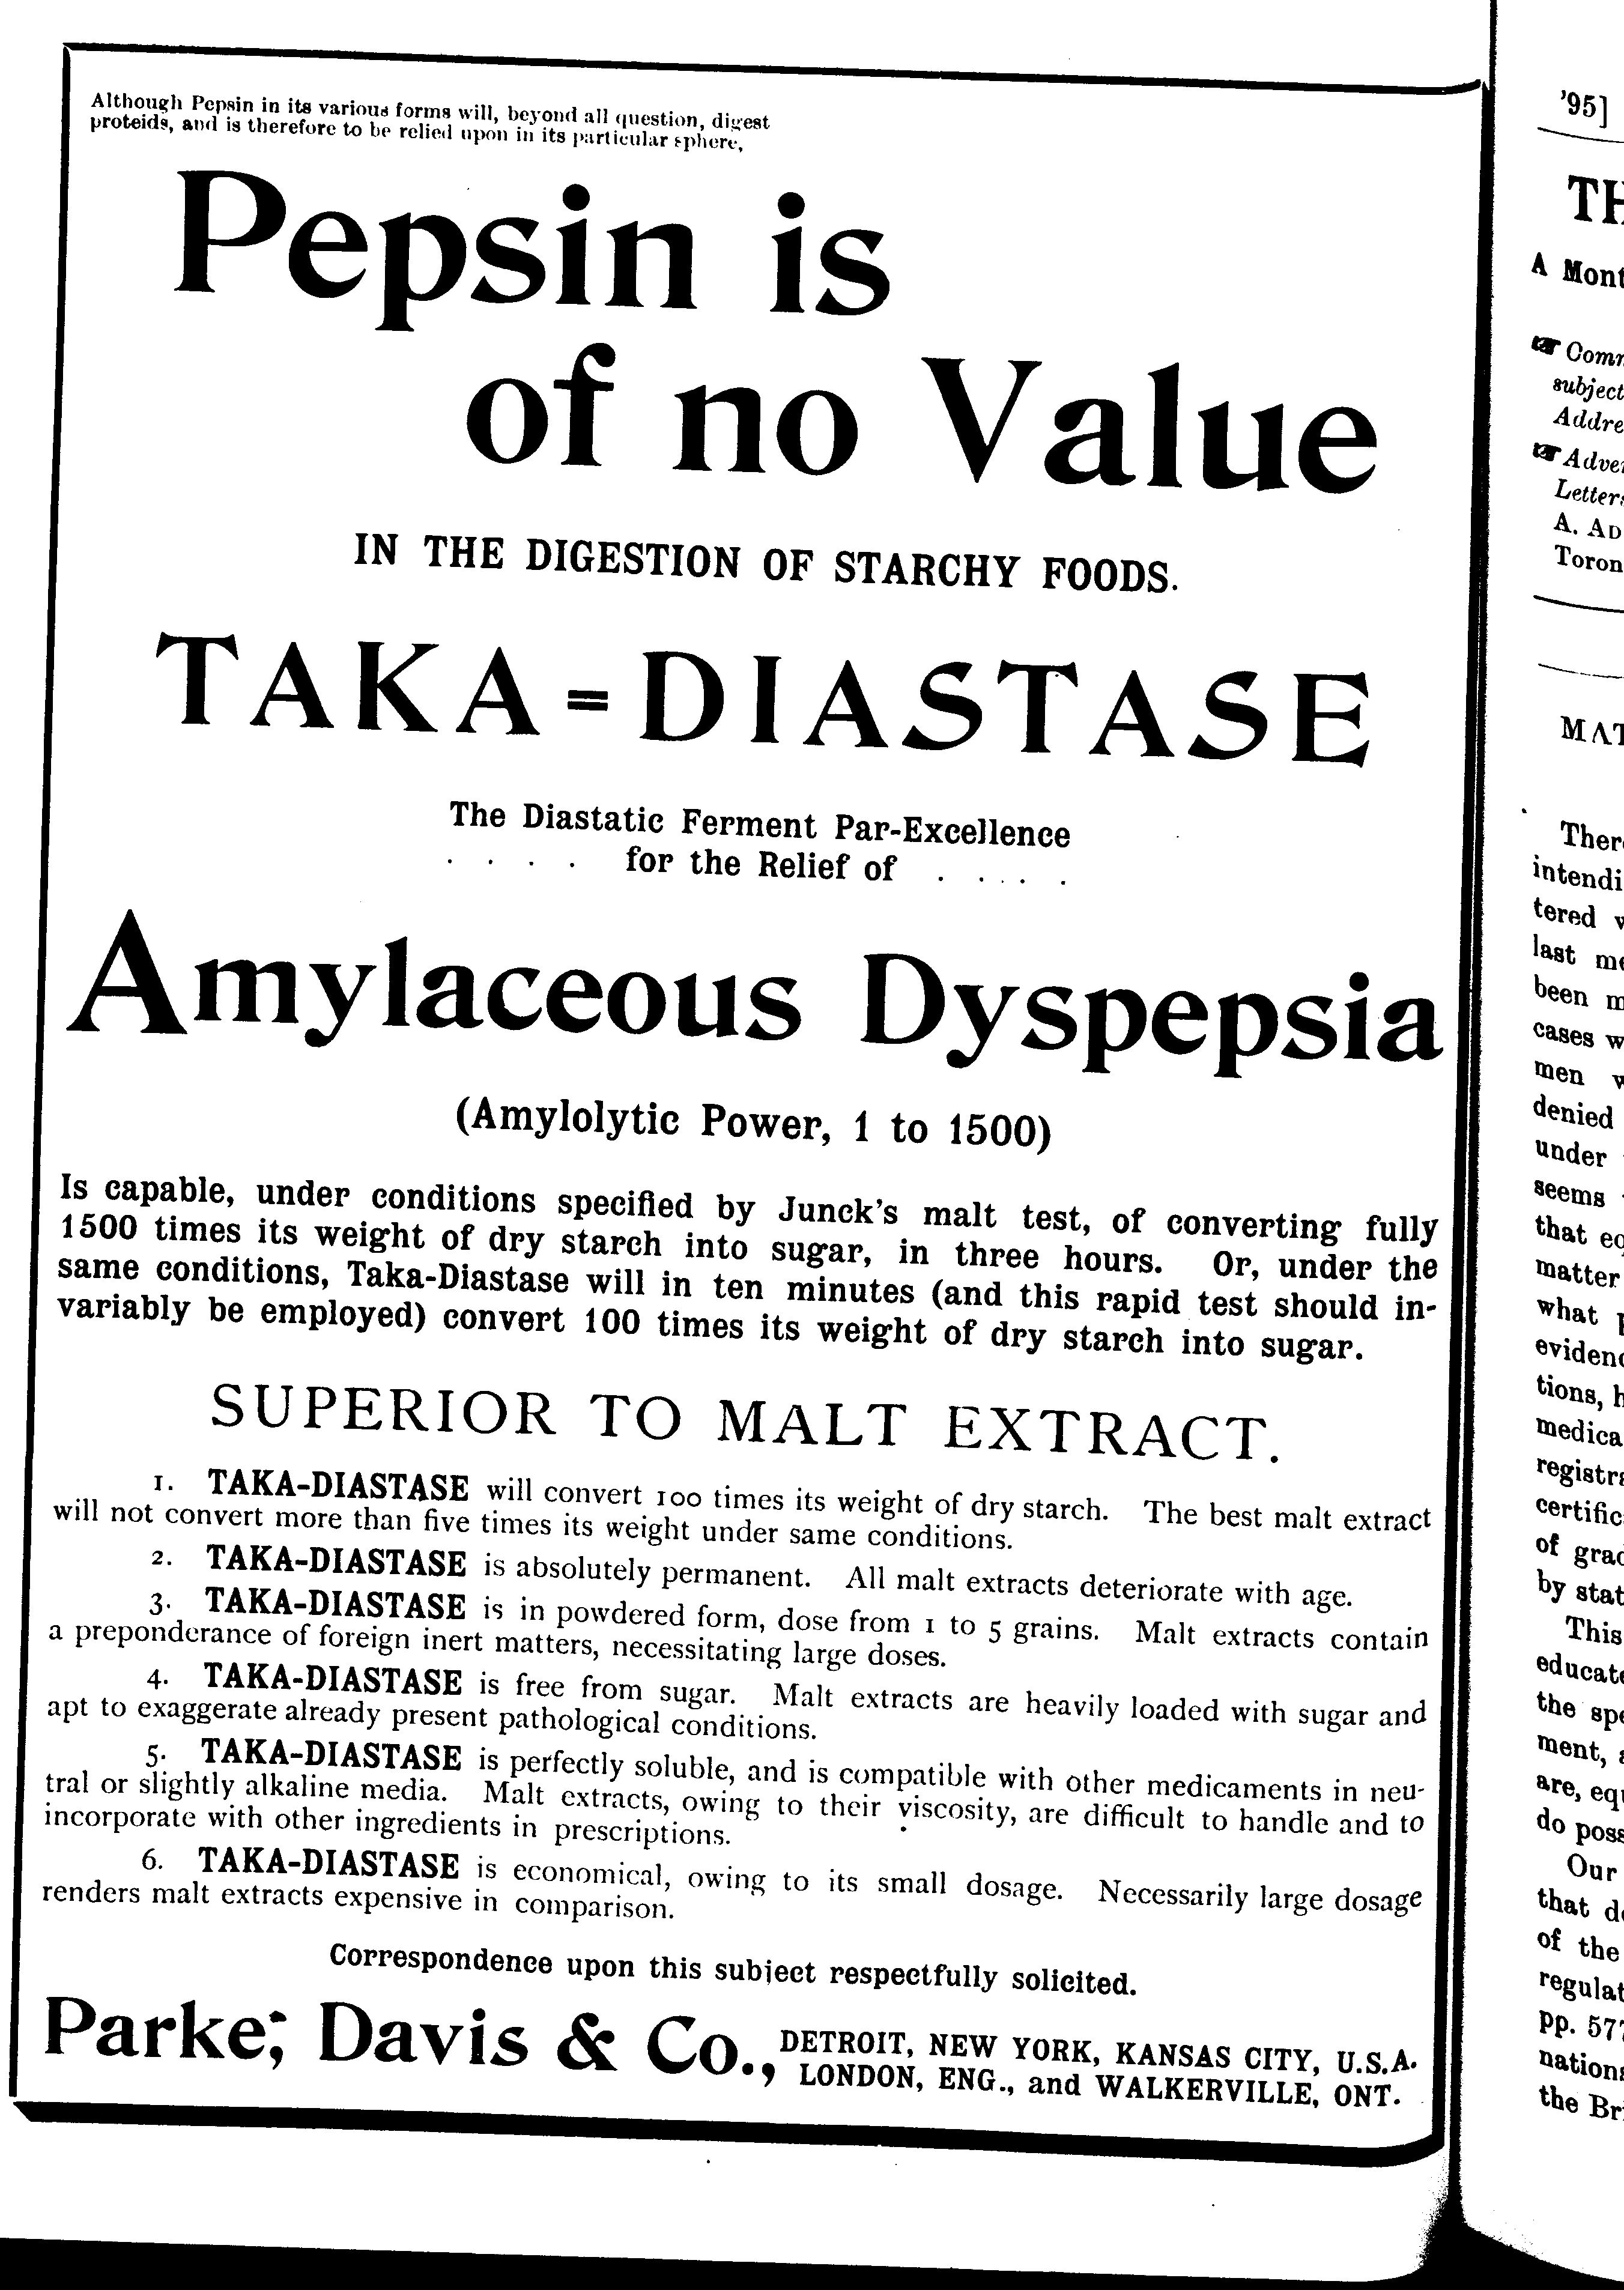 Although Pepsin in its various forms will, beyond all question, digest
proteids, and is therefore to be relied upon in its particular sphere,
Pepsin is
of no Value
IN THE DIGESTION OF STARCHY FOODS.
TAKA=DIASTASE
The Diastatic Ferment Par-Excellence
. . . . for the Relief of . . . . .
Amylaceous Dyspepsia
(Amylolytic Power, 1 to 1500)
Is capable, under conditions specified by Junck's malt test, of converting fully
1500 times its weight of dry starch into sugar, in three hours. Or, under the
same conditions, Taka-Diastase will in ten minutes (and this rapid test should in-
variably be employed) convert 100 times its weight of dry starch into sugar.
SUPERIOR TO MALT EXTRACT.
1. TAKA-DIASTASE will convert 100 times its weight of dry starch. The best malt extract
will not convert more than five times its weight under same conditions.
2. TAKA-DIASTASE is absolutely permanent. All malt extracts deteriorate with age.
3. TAKA-DIASTASE is in powdered form, dose from 1 to 5 grains. Malt extracts contain
a preponderance of foreign inert matters, necessitating large doses.
4. TAKA-DIASTASE is free from sugar. Malt extracts are heavily loaded with sugar and
apt to exaggerate already present pathological conditions.
5. TAKA-DIASTASE is perfectly soluble, and is compatible with other medicaments in neu-
tral or slightly alkaline media. Malt extracts, owing to their viscosity, are difficult to handle and to
incorporate with other ingredients in prescriptions.
6. TAKA-DIASTASE is economical, owing to its small dosage. Necessarily large dosage
renders malt extracts expensive in comparison.
Correspondence upon this subject respectfully solicited.
Parke, Davis & Co., DETROIT, NEW YORK, KANSAS CITY, U.S.A.
LONDON, ENG., and WALKERVILLE, ONT.
'95]
TH
A Mont
Comm
subject
Addre
Adver
Letters
A. AD
Toron
MAT
There
intendi
tered v
last me
been m
cases w
men w
denied
under
seems
that eq
matter
what p
evidenc
tions, h
medica
registra
certific
of grad
by stat
This
educate
the spe
ment, a
are, equ
do poss
Our
that de
of the
regulat
pp. 577
nations
the Bri